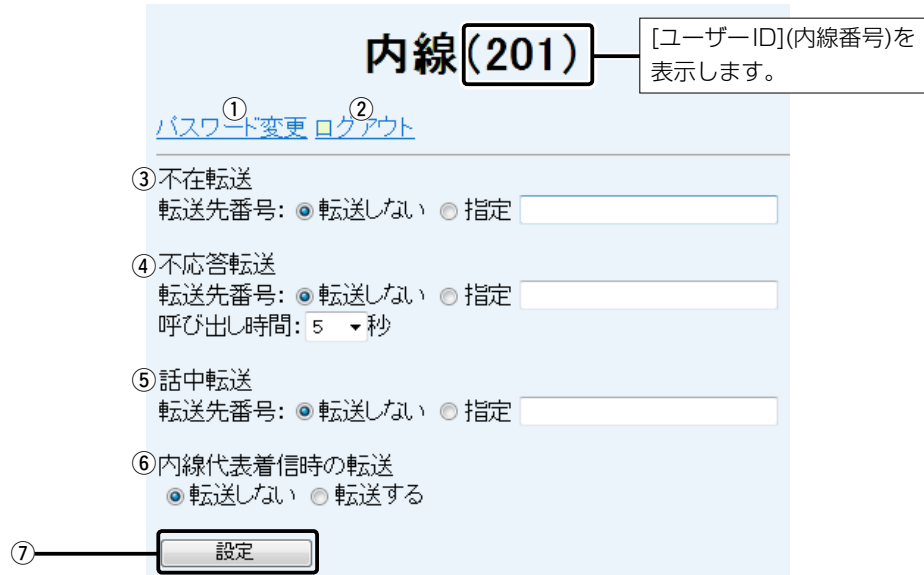 内線(201)
[ユーザーID](内線番号)を
表示します。
① ②
パスワード変更 ログアウト
③不在転送
転送先番号: 転送しない 指定
④不応答転送
転送先番号: 転送しない 指定
呼び出し時間: 5 秒
⑤話中転送
転送先番号: 転送しない 指定
⑥内線代表着信時の転送
転送しない 転送する
⑦ 設定